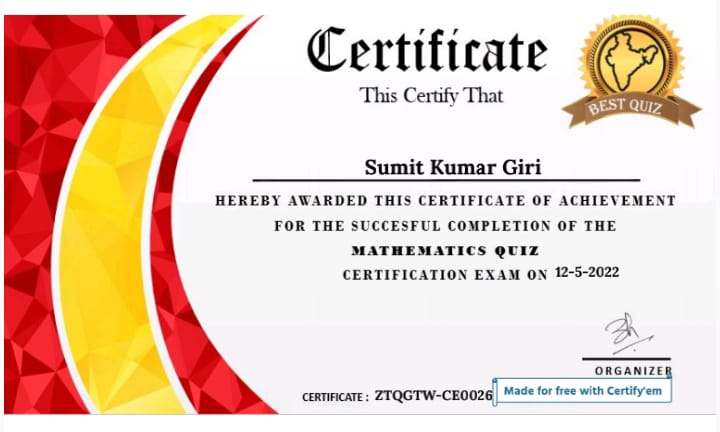 Certificate
This Certify That
BEST QUIZ
Sumit Kumar Giri
HEREBY AWARDED THIS CERTIFICATE OF ACHIEVEMENT
FOR THE SUCCESFUL COMPLETION OF THE
MATHEMATICS QUIZ
CERTIFICATION EXAM ON 12-5-2022
ORGANIZER
CERTIFICATE : ZTQGTW-CE0026
Made for free with Certify'em